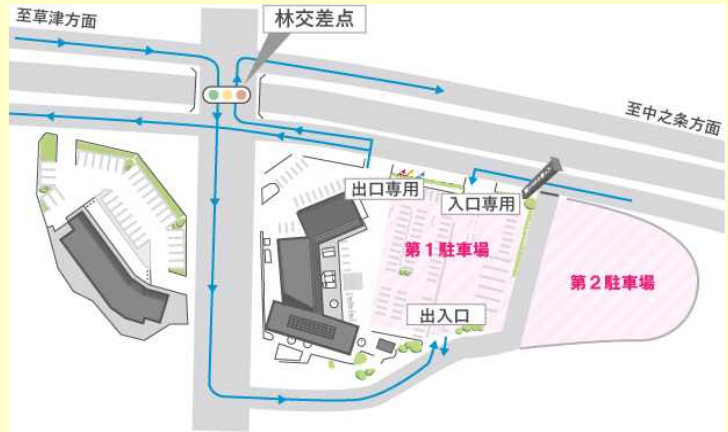 至草津方面
林交差点
至中之条方面
出口専用
入口専用
第1駐車場
第2駐車場
出入口